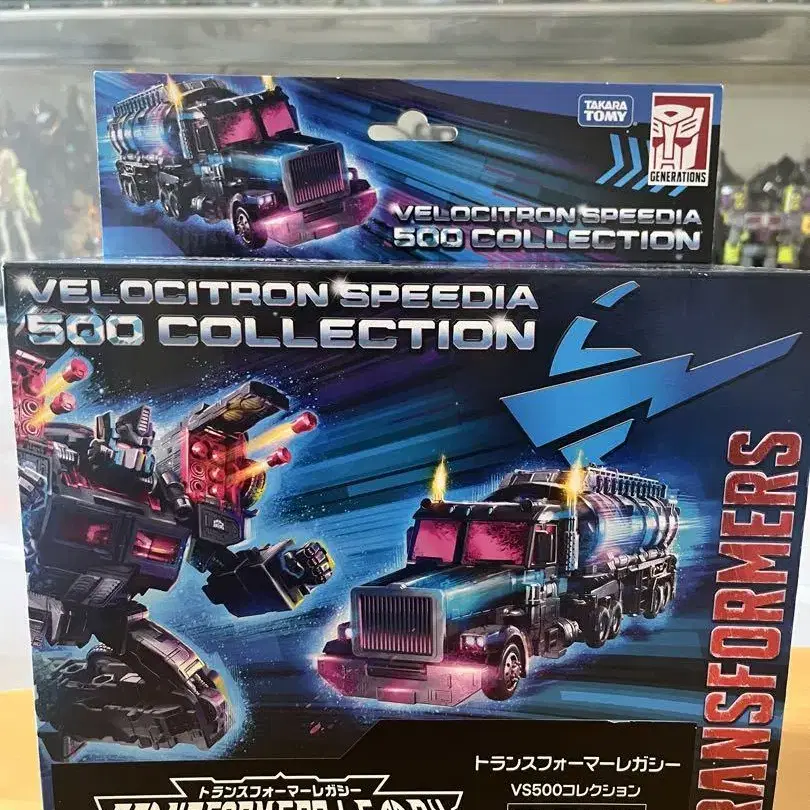 TAKARA
TOMY
GENERATIONS
VELOCITRON SPEEDIA
500 COLLECTION
VELOCITRON SPEEDIA
500 COLLECTION
TRANSFORMERS
トランスフォーマーレガシー
VS500コレクション
トランスフォーマーレガシー